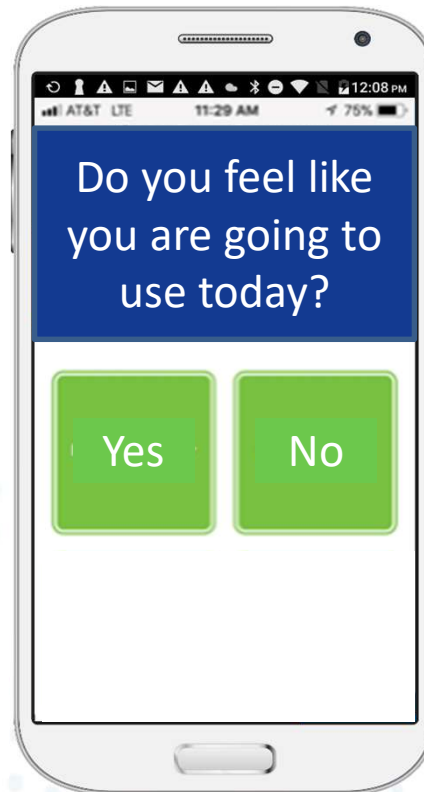 12:08 PM
AT&T LTE 11:29 AM 75%
Do you feel like
you are going to
use today?
Yes No